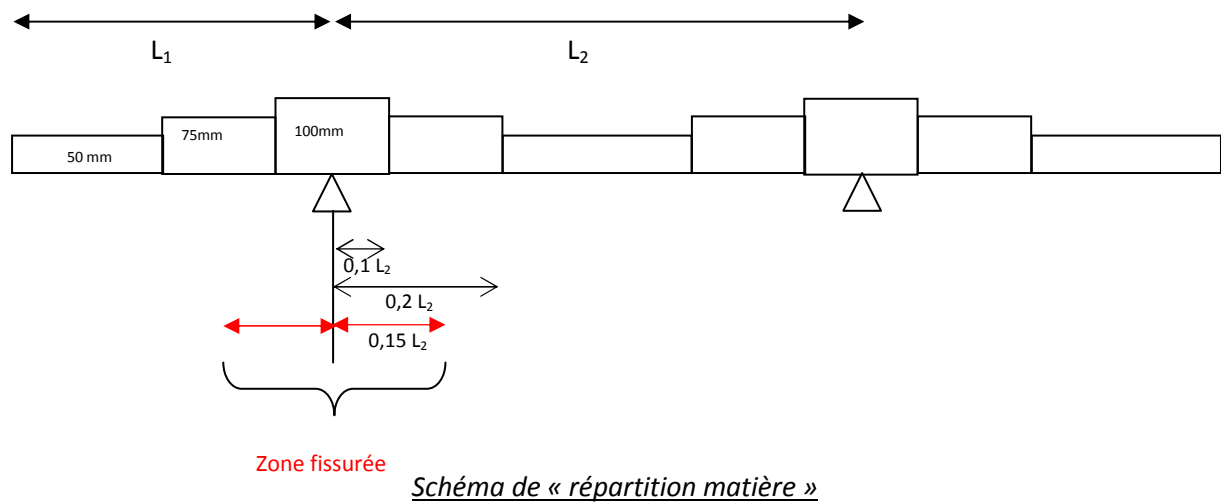 L₁
L₂
75mm
100mm
50 mm
0,1 L₂
0,2 L₂
0,15 L₂
Zone fissurée
Schéma de « répartition matière »